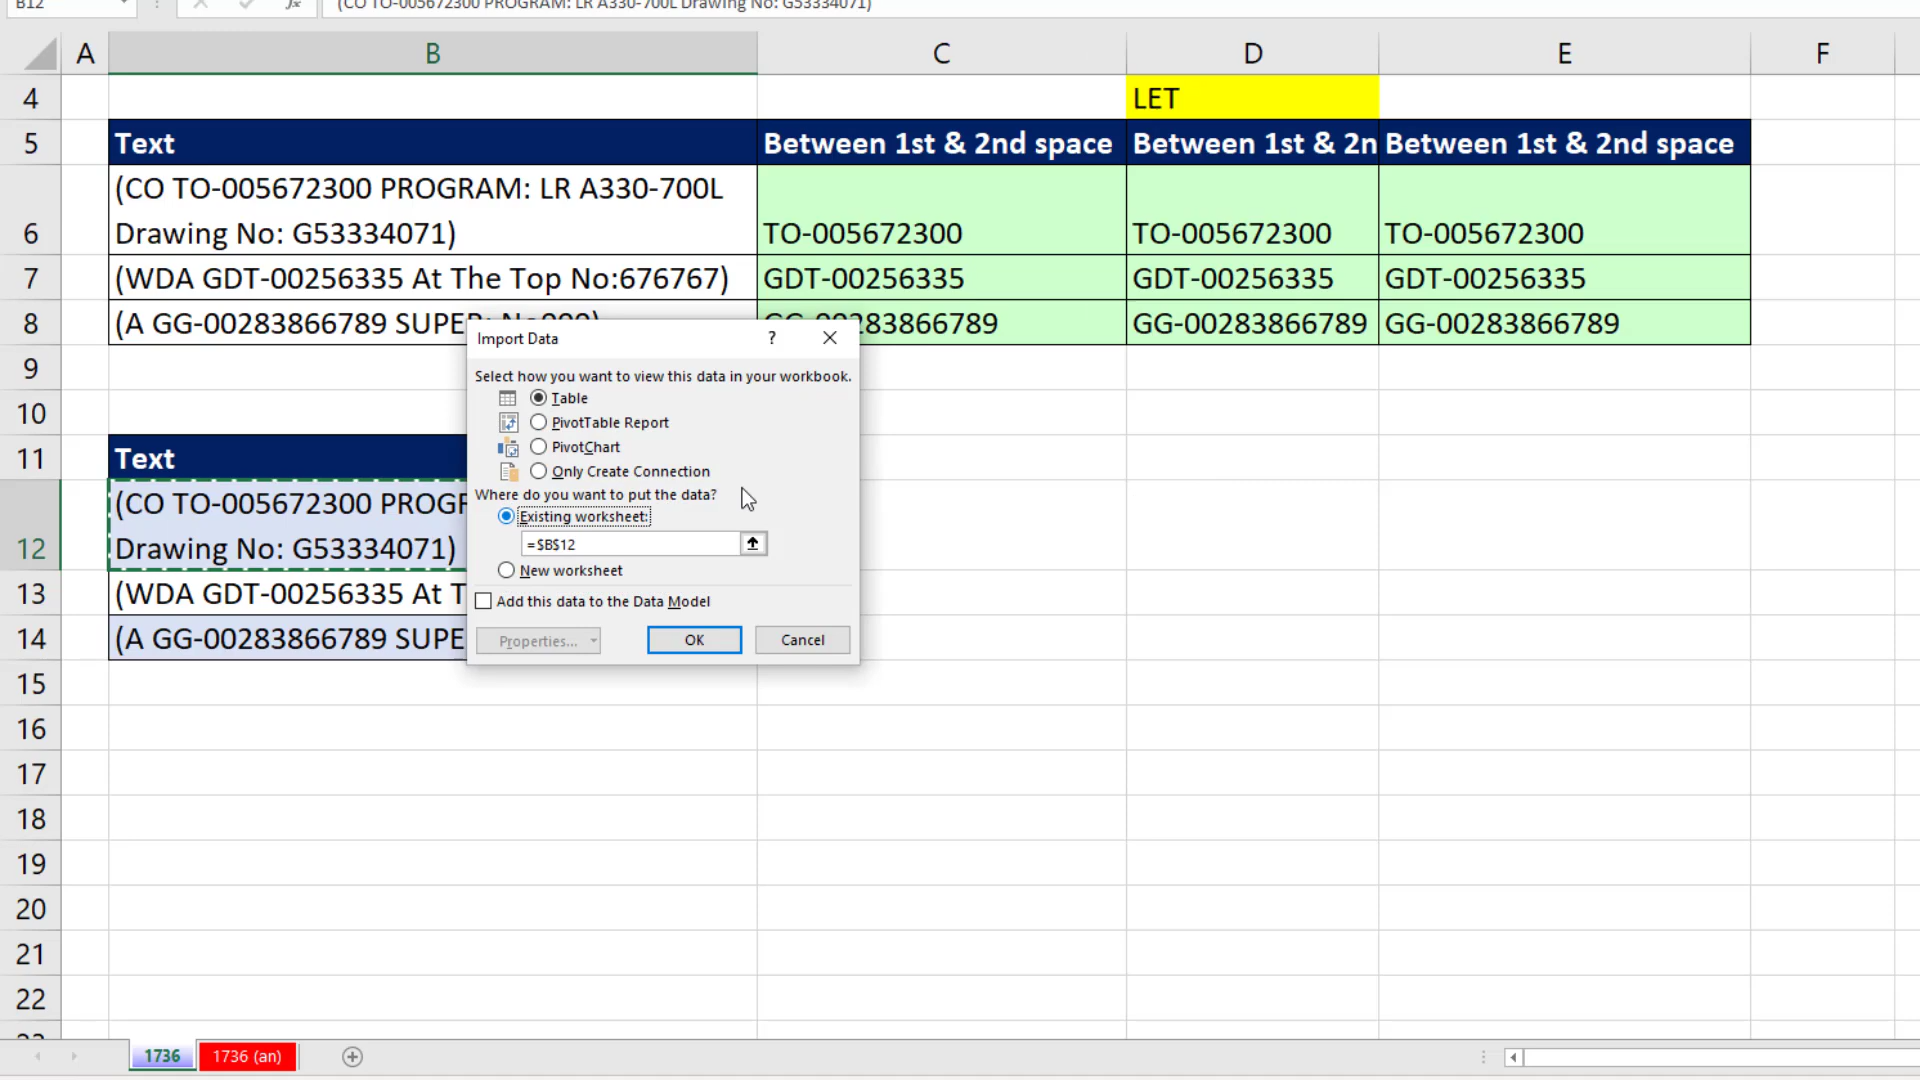 B12
fx
(CO TO-005672300 PROGRAM: LR A330-700L Drawing No: G53334071)
A B C D E F
4 LET
5 Text Between 1st & 2nd space Between 1st & 2n Between 1st & 2nd space
(CO TO-005672300 PROGRAM: LR A330-700L
6 Drawing No: G53334071) TO-005672300 TO-005672300 TO-005672300
7 (WDA GDT-00256335 At The Top No:676767) GDT-00256335 GDT-00256335 GDT-00256335
8 (A GG-00283866789 SUPER: 283866789 GG-00283866789 GG-00283866789
9
10
11 Text
(CO TO-005672300 PROGR
12 Drawing No: G53334071)
13 (WDA GDT-00256335 At T
14 (A GG-00283866789 SUPE
15
16
17
18
19
20
21
22
Import Data ?
Select how you want to view this data in your workbook.
Table
PivotTable Report
PivotChart
Only Create Connection
Where do you want to put the data?
Existing worksheet:
=$B$12
New worksheet
Add this data to the Data Model
Properties... OK Cancel
1736 1736 (an)